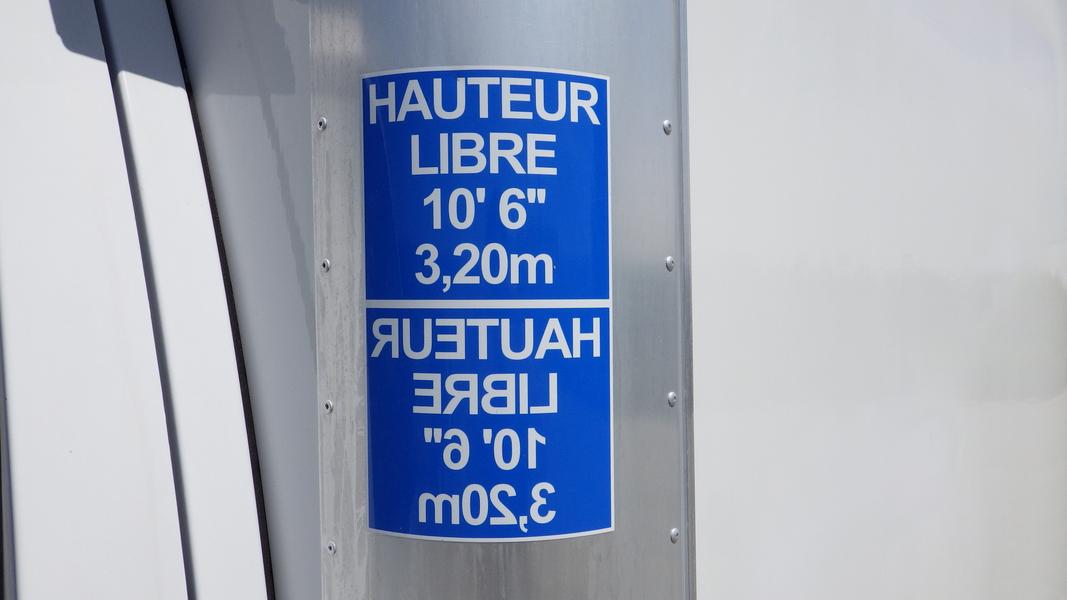 HAUTEUR
LIBRE
10' 6"
3,20m
HAUTEUR
LIBRE
10' 6"
3,20m